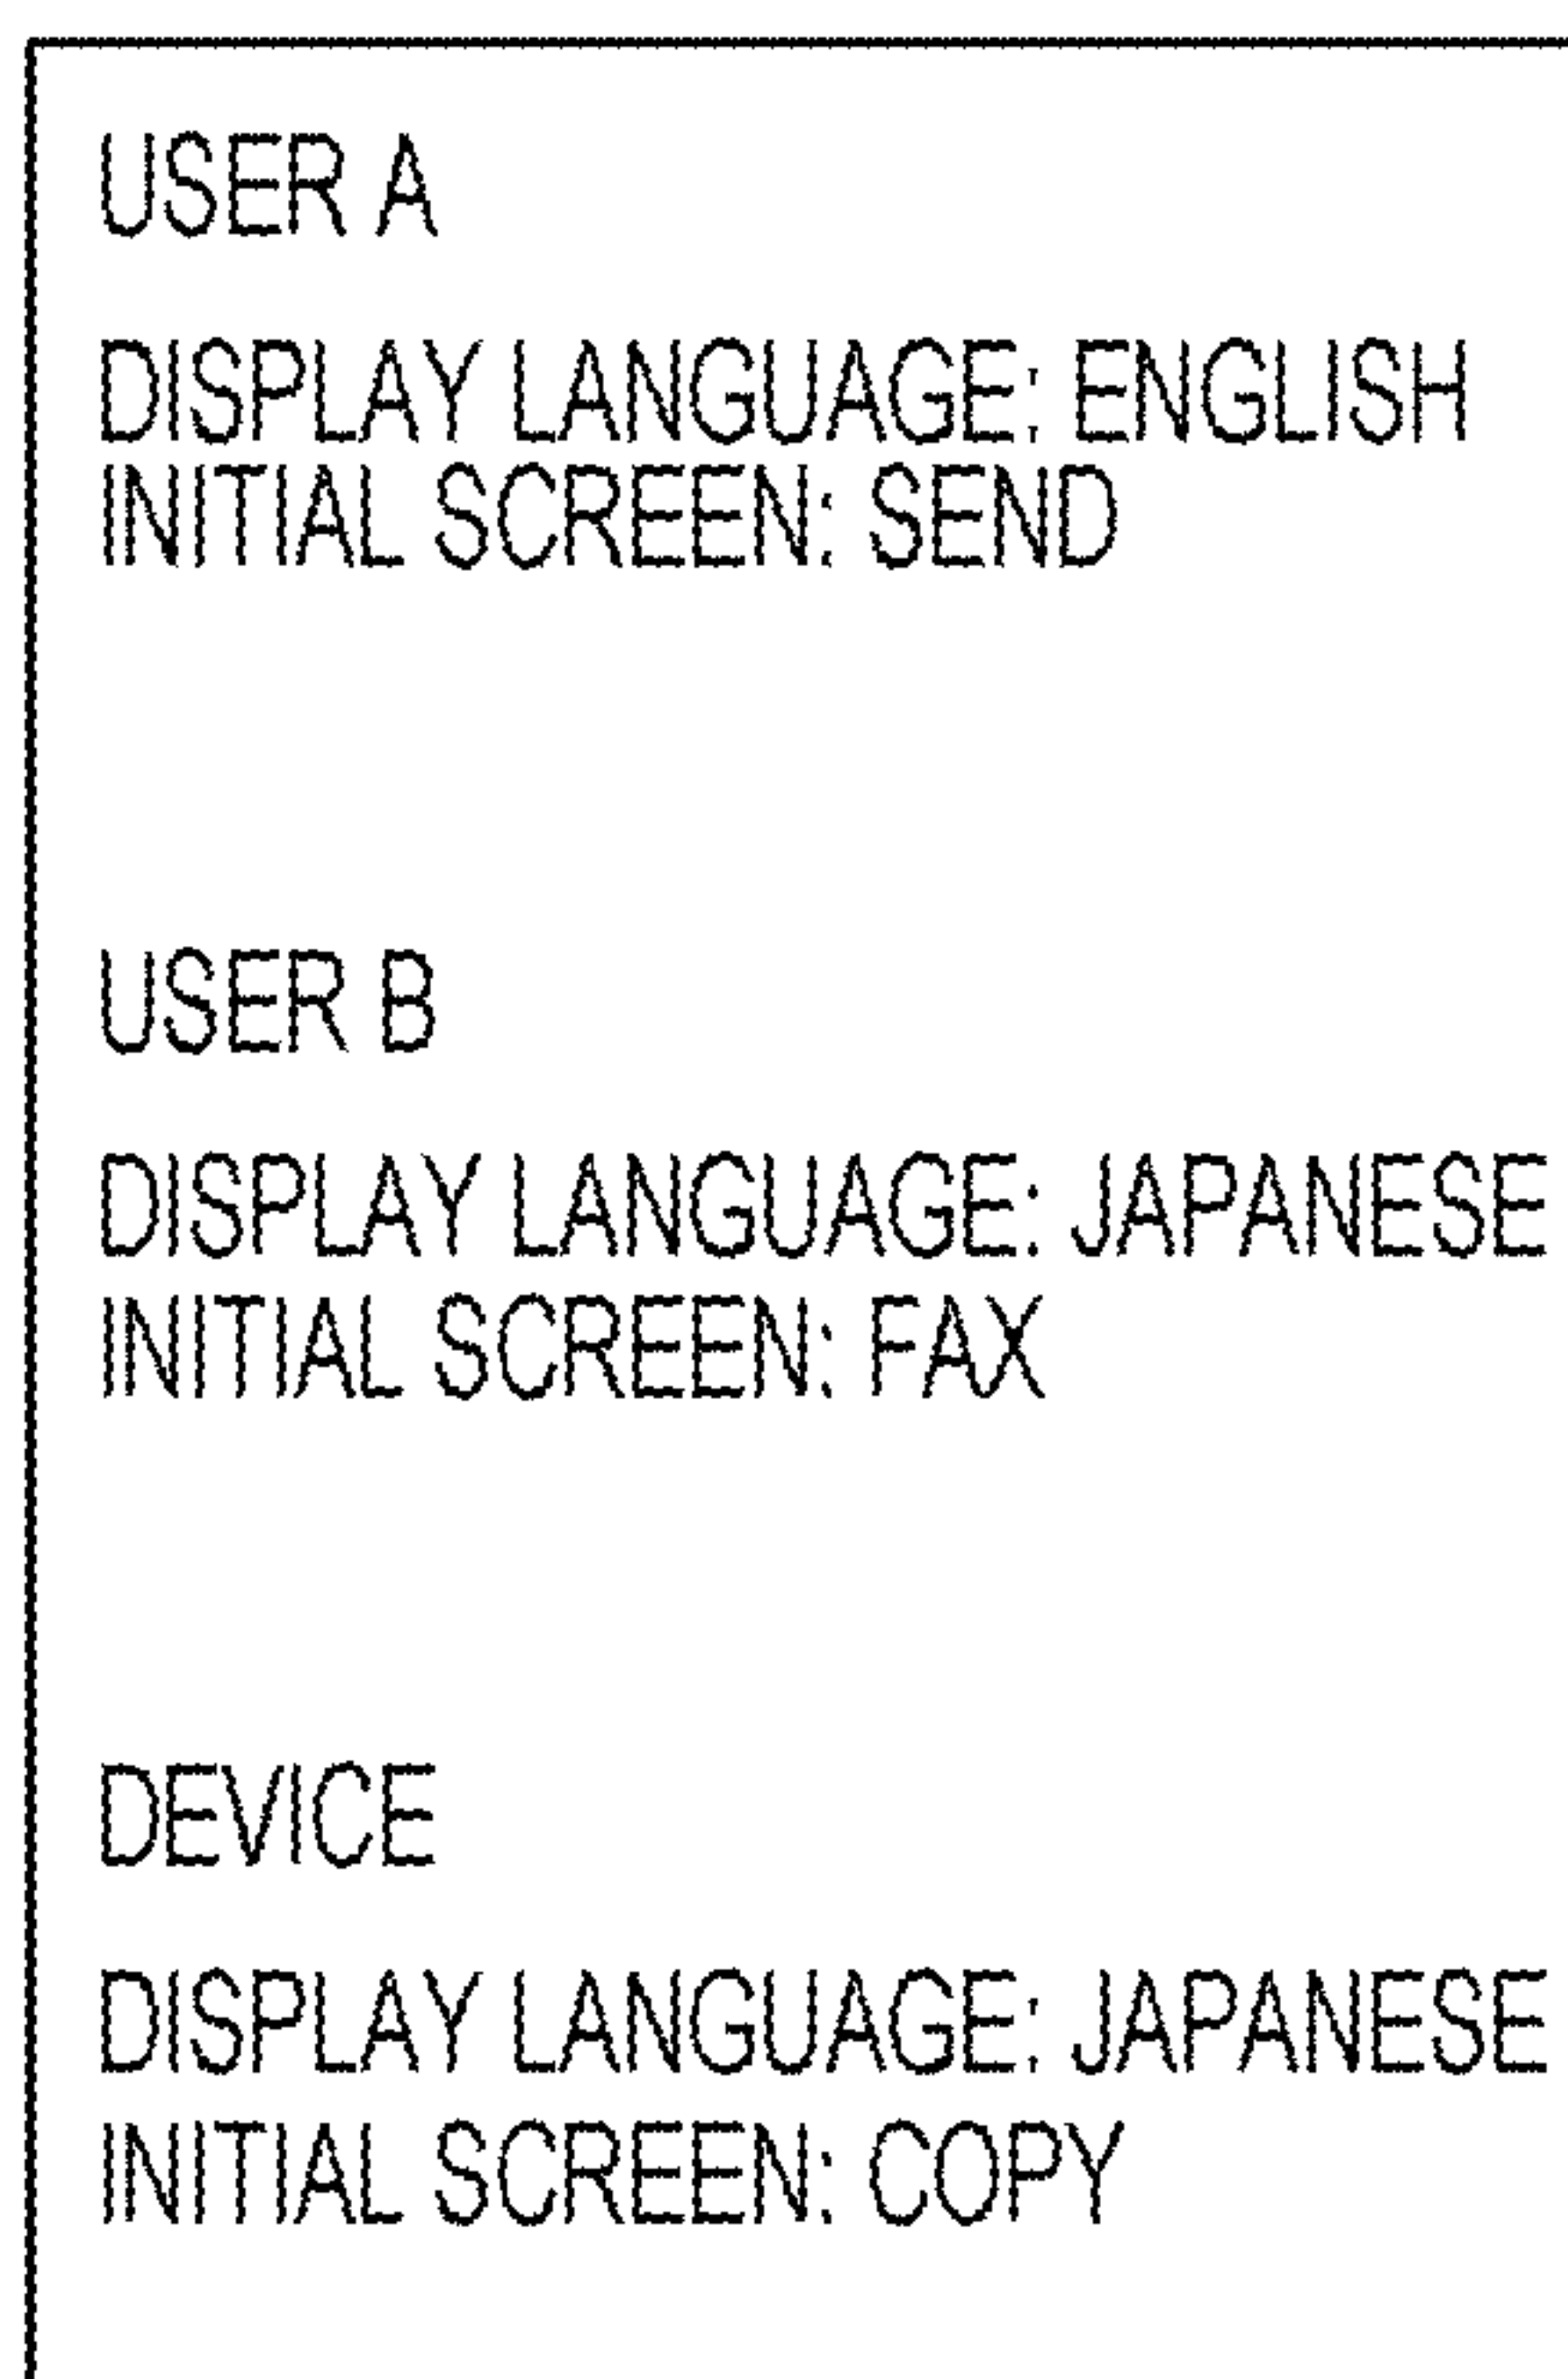 USER A
DISPLAY LANGUAGE: ENGLISH
INITIAL SCREEN: SEND
USER B
DISPLAY LANGUAGE: JAPANESE
INITIAL SCREEN: FAX
DEVICE
DISPLAY LANGUAGE: JAPANESE
INITIAL SCREEN: COPY